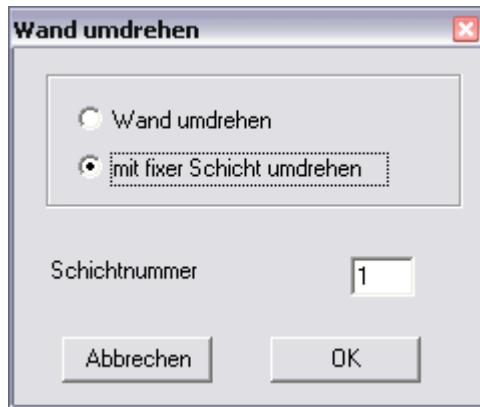 Wand umdrehen
Wand umdrehen
mit fixer Schicht umdrehen
Schichtnummer 1
Abbrechen OK